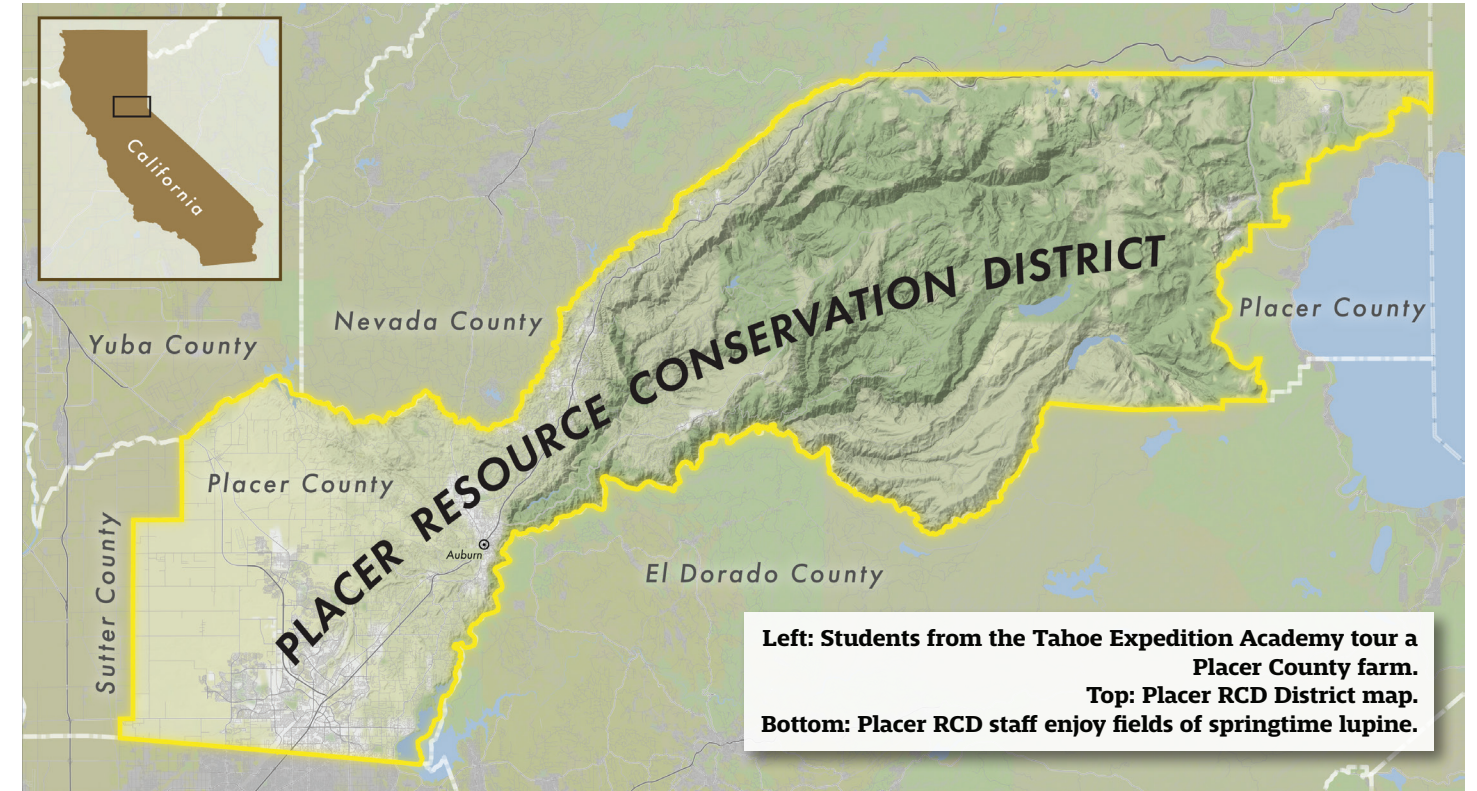 California
Nevada County
Yuba County
Placer County
PLACER RESOURCE CONSERVATION DISTRICT
Placer County
Sutter County
Auburn
El Dorado County
Left: Students from the Tahoe Expedition Academy tour a
Placer County farm.
Top: Placer RCD District map.
Bottom: Placer RCD staff enjoy fields of springtime lupine.